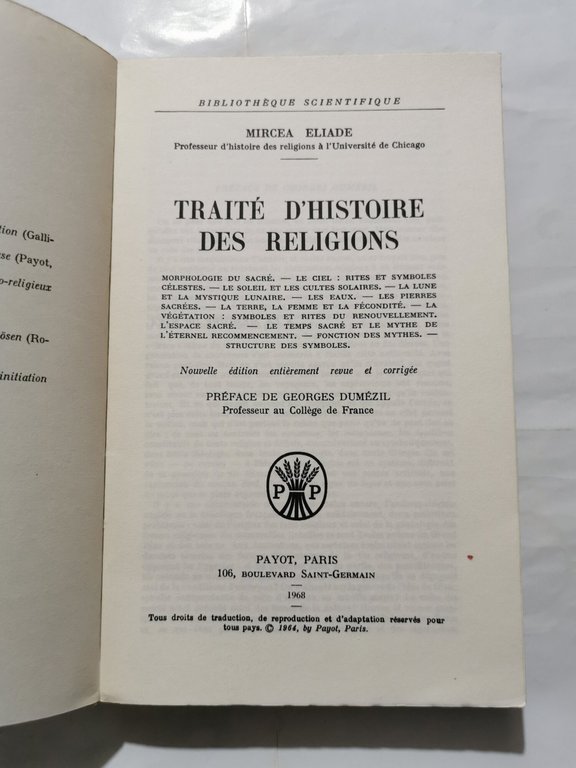 tion (Galli-
se (Payot,
o-religieux
ösen (Ro-
initiation
BIBLIOTHÈQUE SCIENTIFIQUE
MIRCEA ELIADE
Professeur d'histoire des religions à l'Université de Chicago
TRAITÉ D'HISTOIRE
DES RELIGIONS
MORPHOLOGIE DU SACRÉ. — LE CIEL : RITES ET SYMBOLES
CÉLESTES. — LE SOLEIL ET LES CULTES SOLAIRES. — LA LUNE
ET LA MYSTIQUE LUNAIRE. — LES EAUX. — LES PIERRES
SACRÉES. — LA TERRE, LA FEMME ET LA FÉCONDITÉ. — LA
VÉGÉTATION : SYMBOLES ET RITES DU RENOUVELLEMENT.
L'ESPACE SACRÉ. — LE TEMPS SACRÉ ET LE MYTHE DE
L'ÉTERNEL RECOMMENCEMENT. — FONCTION DES MYTHES. —
STRUCTURE DES SYMBOLES.
Nouvelle édition entièrement revue et corrigée
PRÉFACE DE GEORGES DUMÉZIL
Professeur au Collège de France
P P
PAYOT, PARIS
106, BOULEVARD SAINT-GERMAIN
—
1968
—
Tous droits de traduction, de reproduction et d'adaptation réservés pour
tous pays. © 1964, by Payot, Paris.